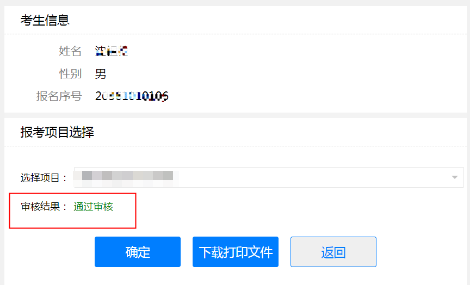 考生信息
姓名
性别 男
报名序号
报考项目选择
选择项目：
审核结果： 通过审核
确定 下载打印文件 返回